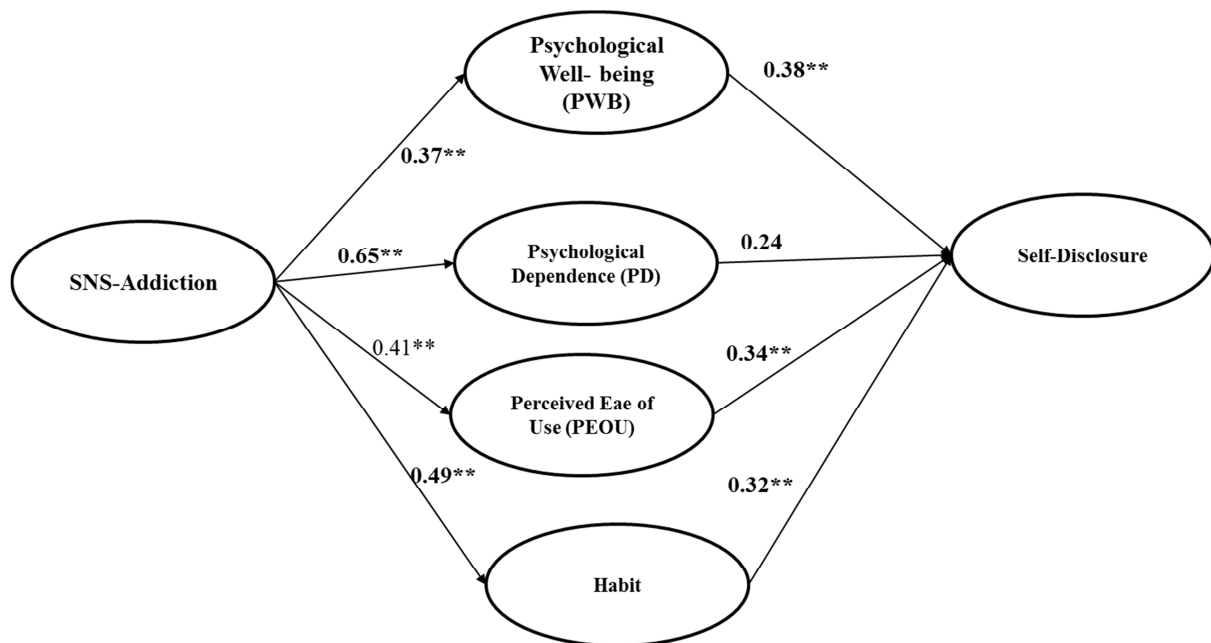 Psychological
Well- being
(PWB)
0.38**
0.37**
SNS-Addiction
0.65**
Psychological
Dependence (PD)
0.24
Self-Disclosure
0.41**
0.34**
Perceived Eae of
Use (PEOU)
0.49**
0.32**
Habit